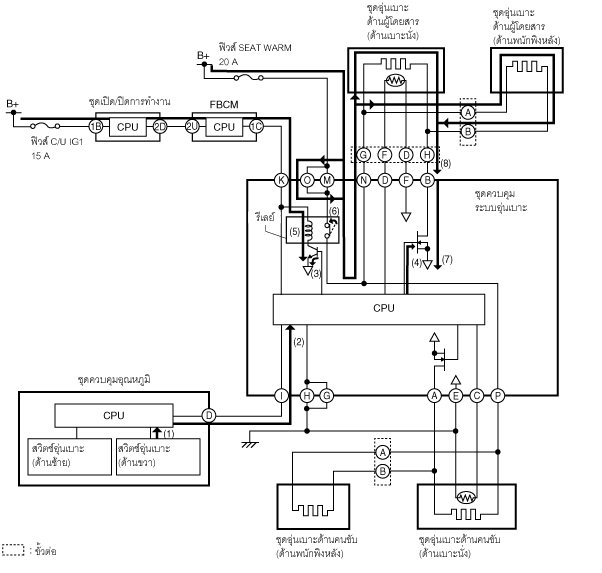 ชุดอุ่นเบาะ
ด้านผู้โดยสาร
(ด้านเบาะนั่ง)
ชุดอุ่นเบาะ
ด้านผู้โดยสาร
(ด้านพนักพิงหลัง)
B+
ฟิวส์ SEAT WARM
20 A
B+
ชุดเปิด/ปิดการทำงาน
FBCM
1B
CPU
2D
2U
CPU
1C
ฟิวส์ C/U IG1
15 A
A
B
G
F
D
H
(8)
K
O
M
N
D
F
B
ชุดควบคุม
ระบบอุ่นเบาะ
รีเลย์
(5)
(6)
(3)
(4)
(7)
CPU
(2)
ชุดควบคุมอุณหภูมิ
I
H
G
A
E
C
P
CPU
D
(1)
สวิตช์อุ่นเบาะ
(ด้านซ้าย)
สวิตช์อุ่นเบาะ
(ด้านขวา)
A
B
ชุดอุ่นเบาะด้านคนขับ
(ด้านพนักพิงหลัง)
ชุดอุ่นเบาะด้านคนขับ
(ด้านเบาะนั่ง)
: ขั้วต่อ